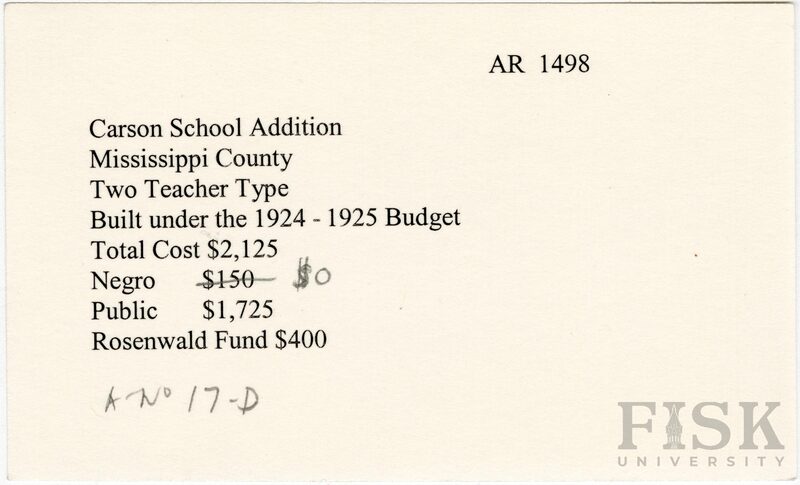 AR 1498
Carson School Addition
Mississippi County
Two Teacher Type
Built under the 1924 - 1925 Budget
Total Cost $2,125
Negro $150 $0
Public $1,725
Rosenwald Fund $400
A-No 17-D
FISK
UNIVERSITY